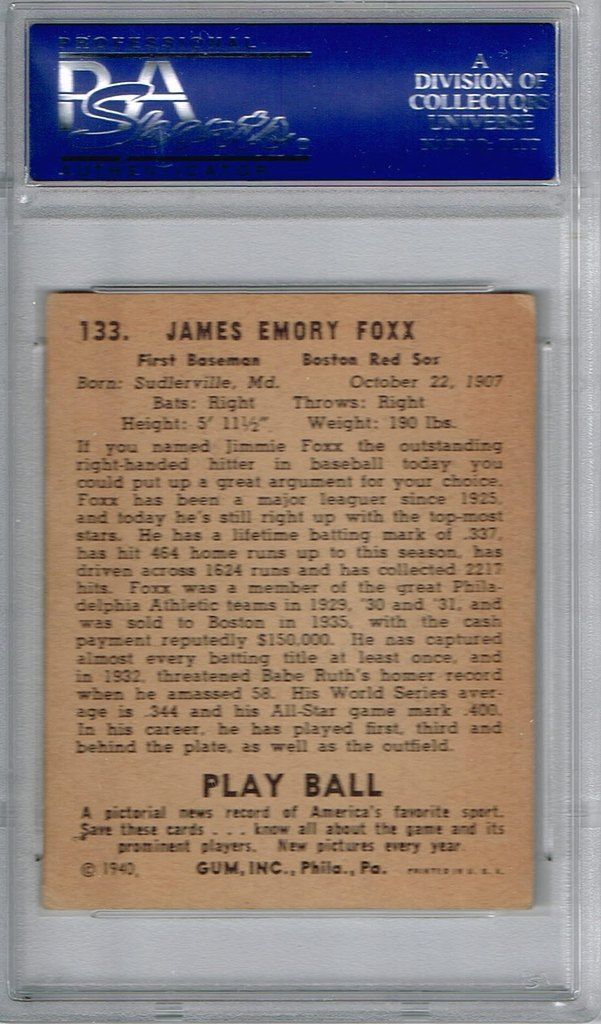 PROFESSIONAL
PSA
Sports
AUTHENTICATOR
A
DIVISION OF
COLLECTORS
UNIVERSE
133. JAMES EMORY FOXX
First Baseman Boston Red Sox
Born: Sudlerville, Md. October 22, 1907
Bats: Right Throws: Right
Height: 5' 11½" Weight: 190 lbs.
If you named Jimmie Foxx the outstanding
right-handed hitter in baseball today you
could put up a great argument for your choice.
Foxx has been a major leaguer since 1925,
and today he's still right up with the top-most
stars. He has a lifetime batting mark of .337,
has hit 464 home runs up to this season, has
driven across 1624 runs and has collected 2217
hits. Foxx was a member of the great Phila-
delphia Athletic teams in 1929, '30 and '31, and
was sold to Boston in 1935, with the cash
payment reputedly $150,000. He has captured
almost every batting title at least once, and
in 1932, threatened Babe Ruth's homer record
when he amassed 58. His World Series aver-
age is .344 and his All-Star game mark .400.
In his career, he has played first, third and
behind the plate, as well as the outfield.
PLAY BALL
A pictorial news record of America's favorite sport.
Save these cards . . . know all about the game and its
prominent players. New pictures every year.
© 1940, GUM, INC., Phila., Pa. PRINTED IN U. S. A.